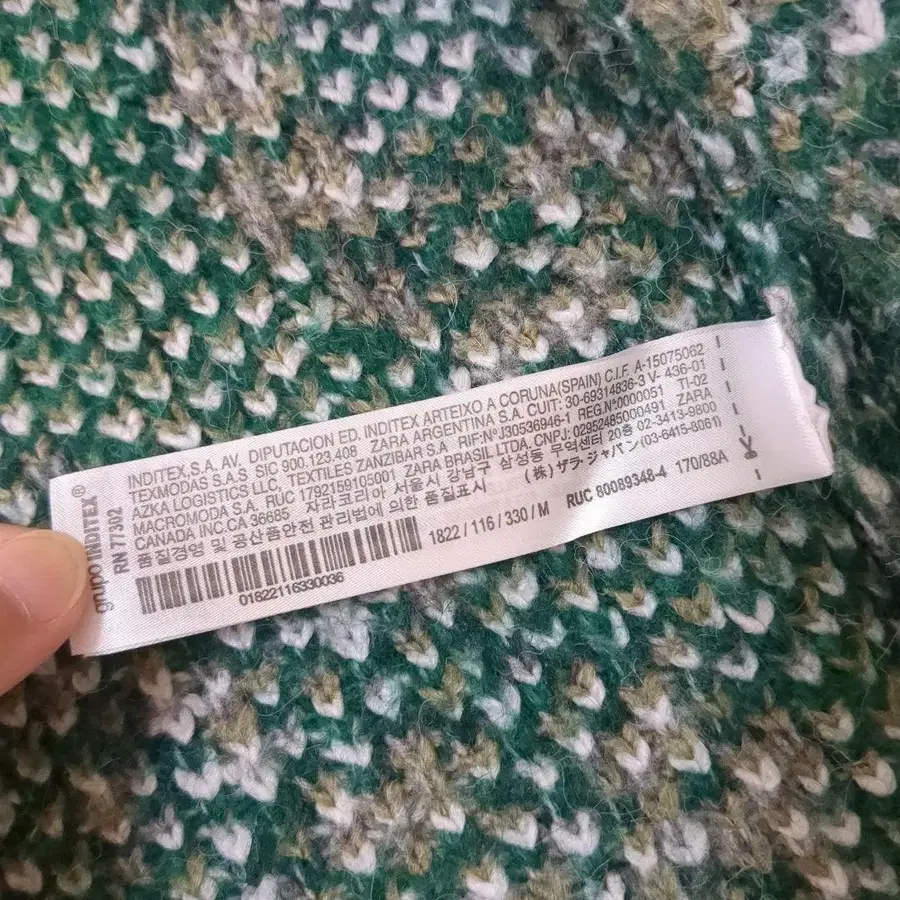 INDITEX,S.A. AV. DIPUTACION ED. INDITEX ARTEIXO A CORUNA(SPAIN) C.I.F. A-15075062
TEXMODAS S.A.S SIC 900.123.408 ZARA ARGENTINA S.A. CUIT: 30-69314836-3 V- 436-01
AZKA LOGISTICS LLC, TEXTILES ZANZIBAR S.A RIF:Nº J30536946-1 REG.Nº0000051 TI-02
MACROMODA S.A. RUC 1792159105001 ZARA BRASIL LTDA. CNPJ: 02952485000491 ZARA
CANADA INC.CA 36685 자라코리아 서울시 강남구 삼성동 무역센터 20층 02-3413-9800
품질경영 및 공산품안전 관리법에 의한 품질표시 (株) ザラ・ジャパン (03-6415-8061)
1822 / 116 / 330 / M RUC 80089348-4 170/88A
01822116330036
GRUPO INDITEX®
RN 77302